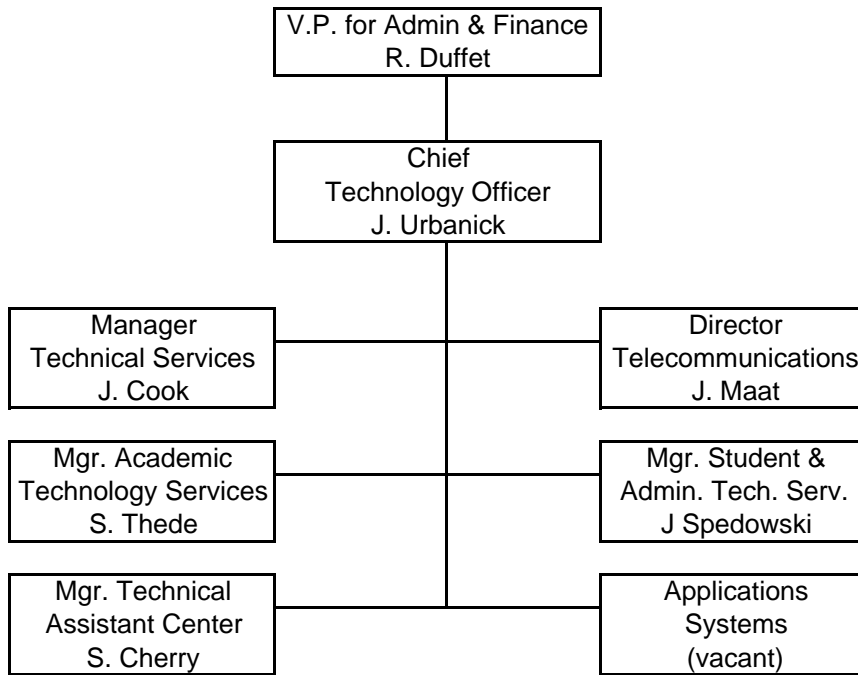 V.P. for Admin & Finance
R. Duffet
Chief
Technology Officer
J. Urbanick
Manager
Technical Services
J. Cook
Director
Telecommunications
J. Maat
Mgr. Academic
Technology Services
S. Thede
Mgr. Student &
Admin. Tech. Serv.
J Spedowski
Mgr. Technical
Assistant Center
S. Cherry
Applications
Systems
(vacant)